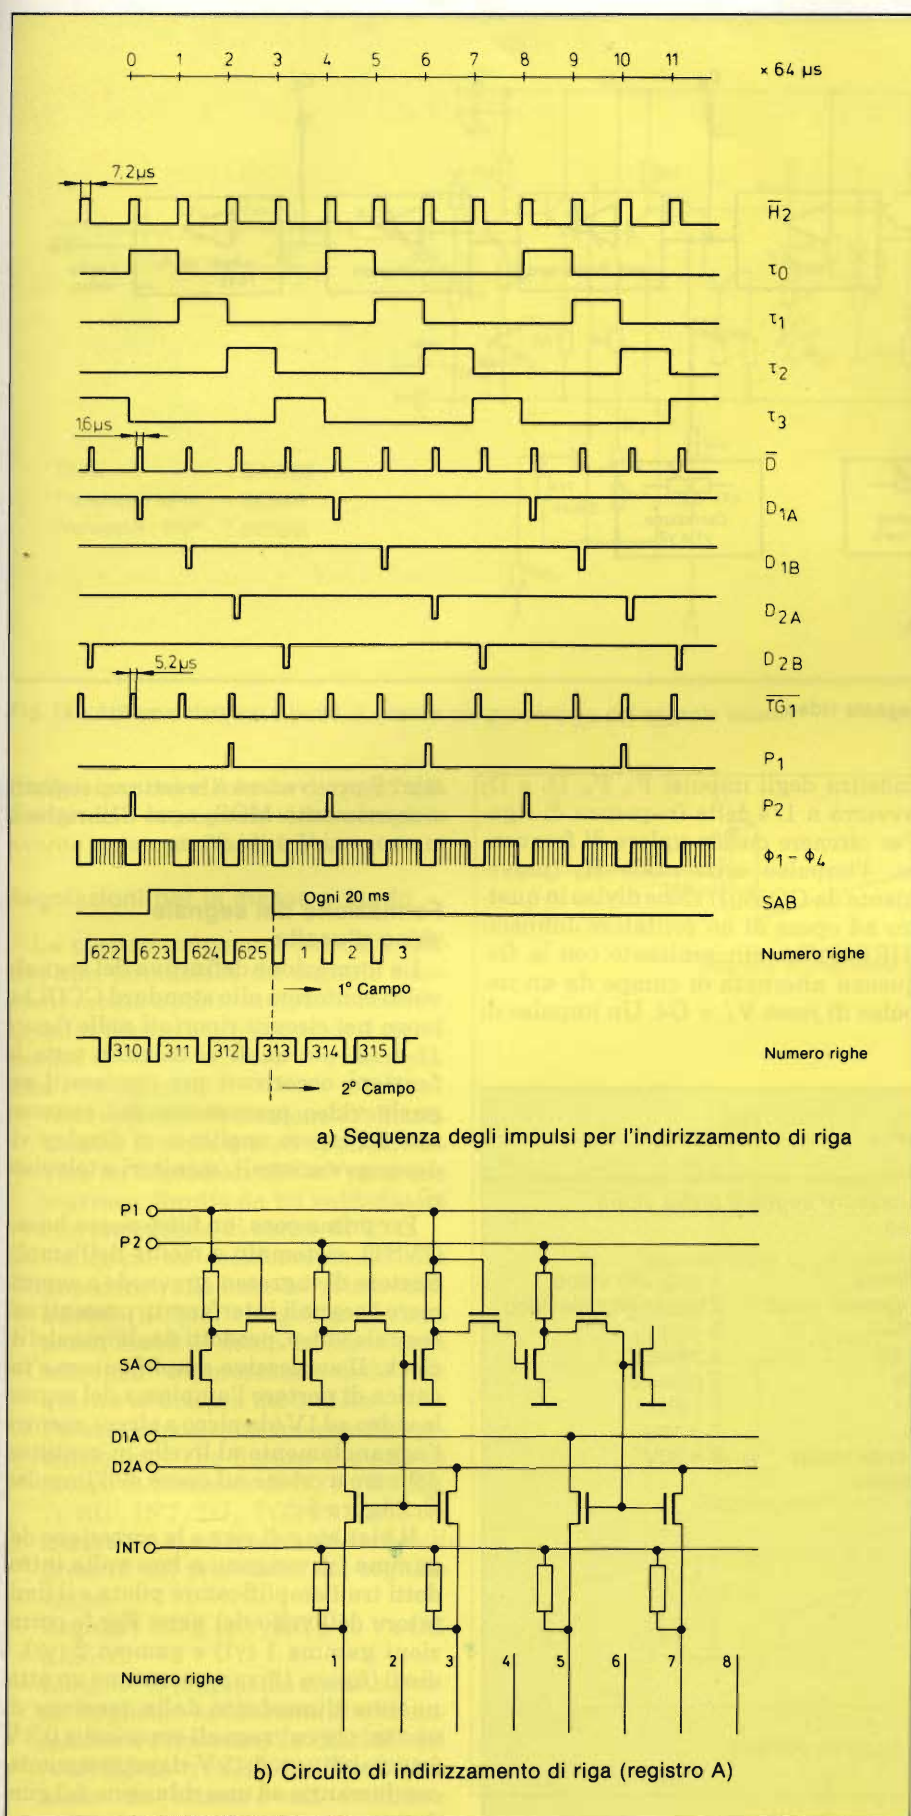 0 1 2 3 4 5 6 7 8 9 10 11 × 64 µs
7,2µs
H̅2
τ0
τ1
τ2
τ3
1,6µs
D̅
D1A
D1B
D2A
D2B
5,2µs
T̅G̅1
P1
P2
ɸ1 – ɸ4
Ogni 20 ms SAB
622 623 624 625 1 2 3 Numero righe
1° Campo
310 311 312 313 314 315 Numero righe
2° Campo
a) Sequenza degli impulsi per l'indirizzamento di riga
P1
P2
SA
D1A
D2A
INT
Numero righe 1 2 3 4 5 6 7 8
b) Circuito di indirizzamento di riga (registro A)